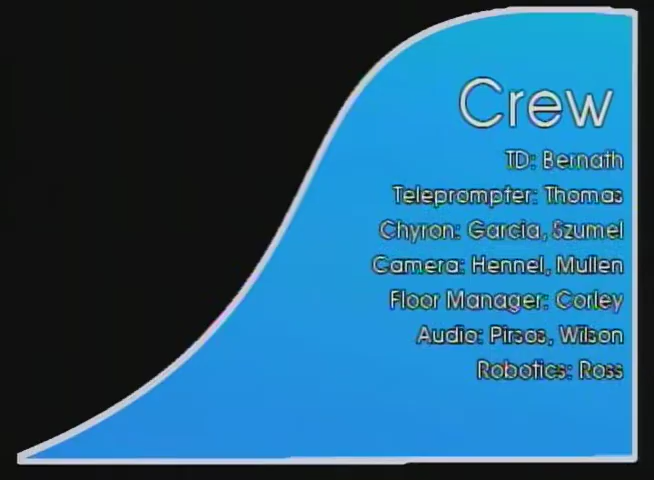 Crew
TD: Bernath
Teleprompter: Thomas
Chyron: Garcia, Szumel
Camera: Hennel, Mullen
Floor Manager: Corley
Audio: Pirsos, Wilson
Robotics: Ross